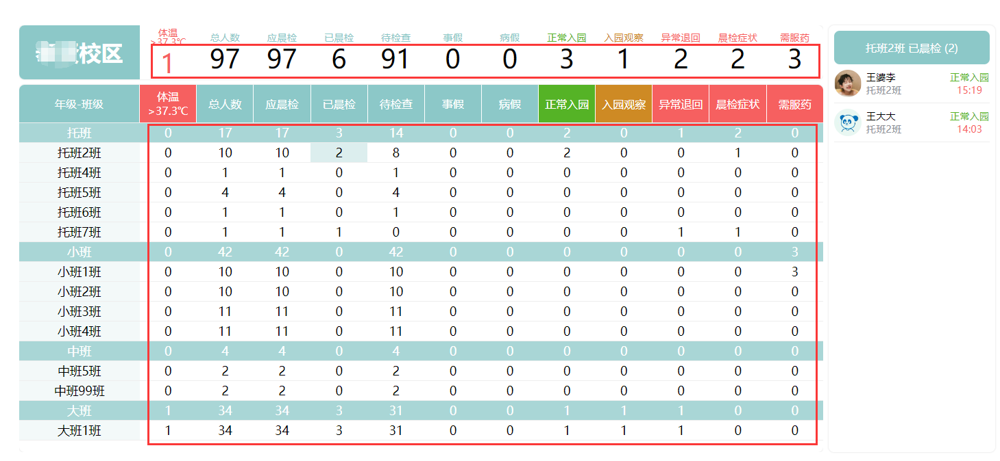 校区
体温
>37.3℃
总人数 应晨检 已晨检 待检查 事假 病假 正常入园 入园观察 异常退回 晨检症状 需服药
1 97 97 6 91 0 0 3 1 2 2 3
年级-班级 体温 >37.3℃ 总人数 应晨检 已晨检 待检查 事假 病假 正常入园 入园观察 异常退回 晨检症状 需服药
托班 0 17 17 3 14 0 0 2 0 1 2 0
托班2班 0 10 10 2 8 0 0 2 0 0 1 0
托班4班 0 1 1 0 1 0 0 0 0 0 0 0
托班5班 0 4 4 0 4 0 0 0 0 0 0 0
托班6班 0 1 1 0 1 0 0 0 0 0 0 0
托班7班 0 1 1 1 0 0 0 0 0 1 1 0
小班 0 42 42 0 42 0 0 0 0 0 0 3
小班1班 0 10 10 0 10 0 0 0 0 0 0 3
小班2班 0 10 10 0 10 0 0 0 0 0 0 0
小班3班 0 11 11 0 11 0 0 0 0 0 0 0
小班4班 0 11 11 0 11 0 0 0 0 0 0 0
中班 0 4 4 0 4 0 0 0 0 0 0 0
中班5班 0 2 2 0 2 0 0 0 0 0 0 0
中班99班 0 2 2 0 2 0 0 0 0 0 0 0
大班 1 34 34 3 31 0 0 1 1 1 0 0
大班1班 1 34 34 3 31 0 0 1 1 1 0 0
托班2班 已晨检 (2)
王婆李 正常入园
托班2班 15:19
王大大 正常入园
托班2班 14:03